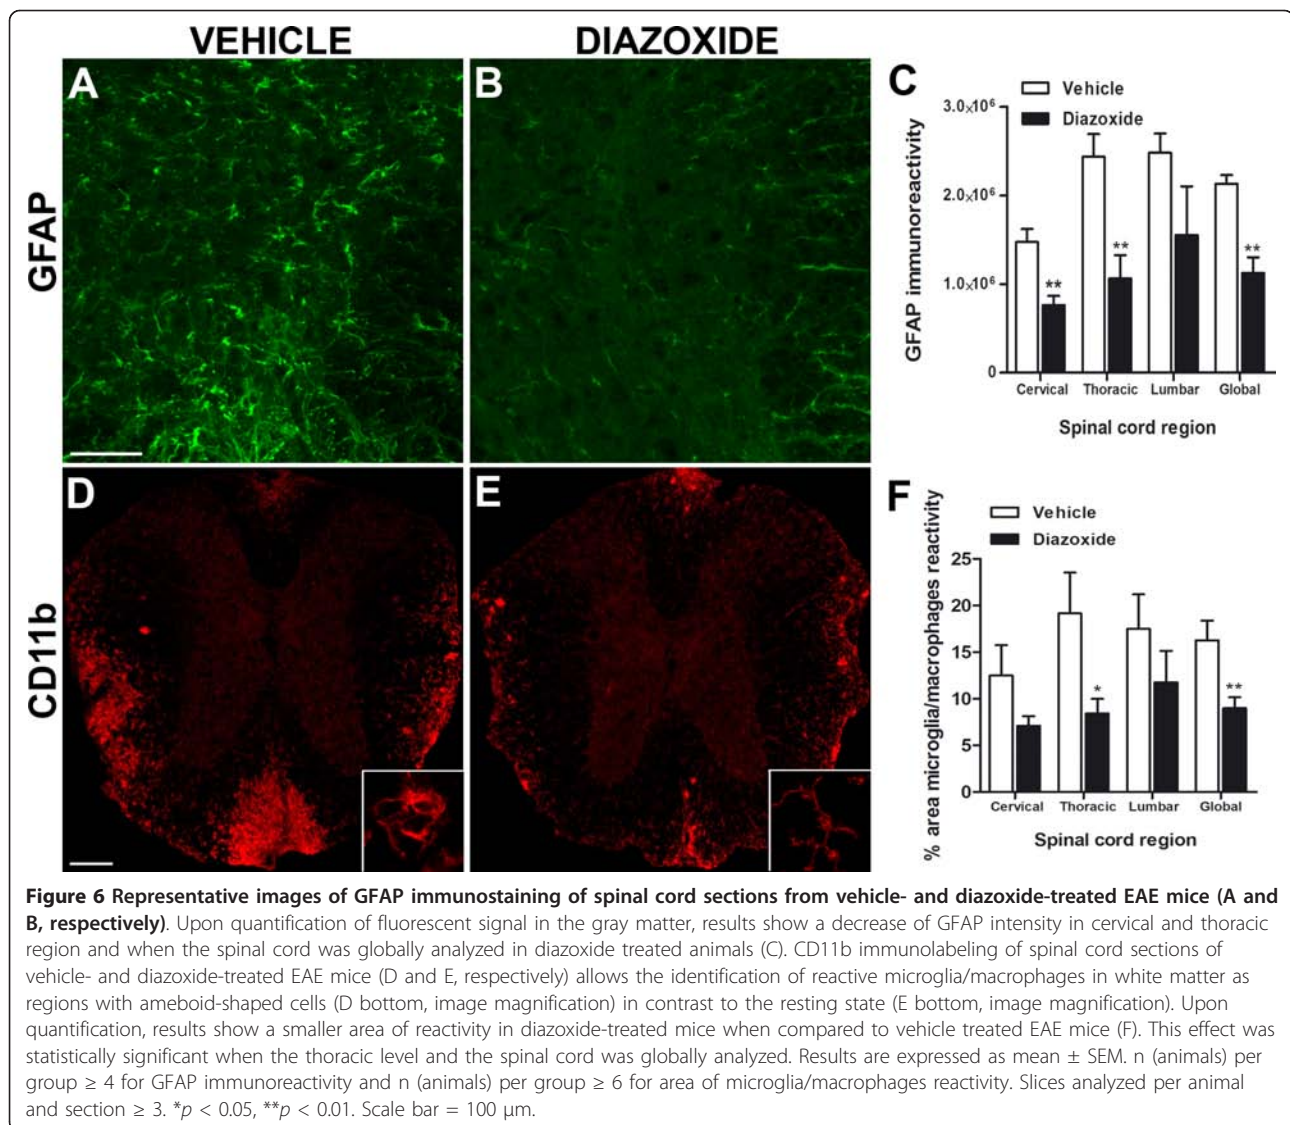 VEHICLE
DIAZOXIDE
GFAP
CD11b
A
B
C
Vehicle
Diazoxide
GFAP immunoreactivity
3.0×10⁶
2.0×10⁶
1.0×10⁶
0
**
**
**
Cervical Thoracic Lumbar Global
Spinal cord region
D
E
F
Vehicle
Diazoxide
% area microglia/macrophages reactivity
25
20
15
10
5
0
*
**
Cervical Thoracic Lumbar Global
Spinal cord region
Figure 6 Representative images of GFAP immunostaining of spinal cord sections from vehicle- and diazoxide-treated EAE mice (A and
B, respectively). Upon quantification of fluorescent signal in the gray matter, results show a decrease of GFAP intensity in cervical and thoracic
region and when the spinal cord was globally analyzed in diazoxide treated animals (C). CD11b immunolabeling of spinal cord sections of
vehicle- and diazoxide-treated EAE mice (D and E, respectively) allows the identification of reactive microglia/macrophages in white matter as
regions with ameboid-shaped cells (D bottom, image magnification) in contrast to the resting state (E bottom, image magnification). Upon
quantification, results show a smaller area of reactivity in diazoxide-treated mice when compared to vehicle treated EAE mice (F). This effect was
statistically significant when the thoracic level and the spinal cord was globally analyzed. Results are expressed as mean ± SEM. n (animals) per
group ≥ 4 for GFAP immunoreactivity and n (animals) per group ≥ 6 for area of microglia/macrophages reactivity. Slices analyzed per animal
and section ≥ 3. *p < 0.05, **p < 0.01. Scale bar = 100 μm.